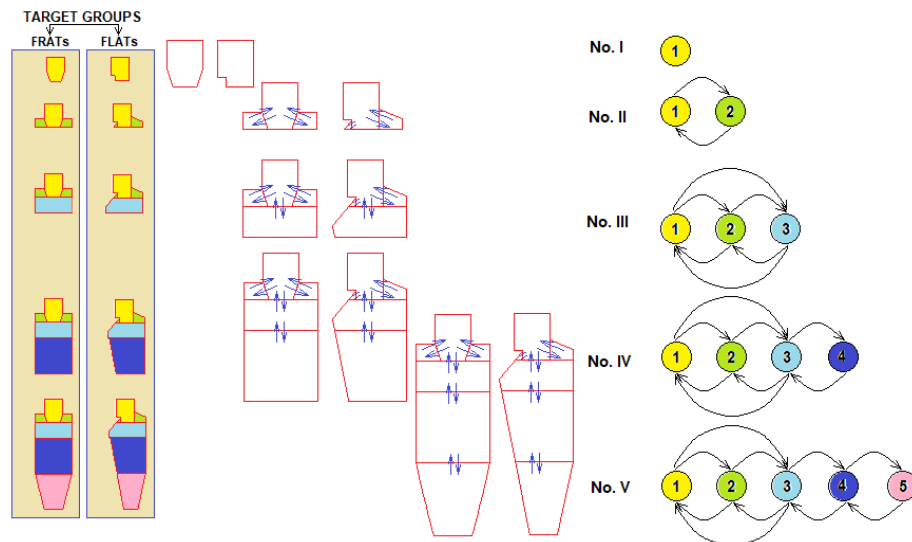 TARGET GROUPS
FRATs FLATs
No. I 1
No. II 1 2
No. III 1 2 3
No. IV 1 2 3 4
No. V 1 2 3 4 5